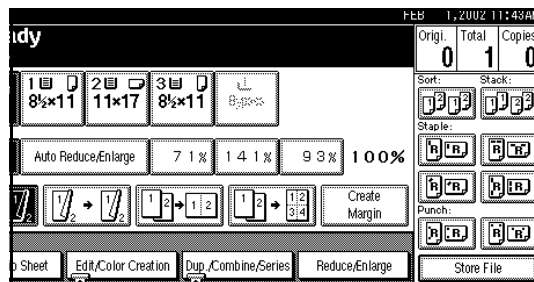 FEB 1,2002 11:43A
ady
Origi. Total Copies
0 1 0
1 2 3
8½×11 11×17 8½×11 Bypass
Sort: Stack:
Staple:
Auto Reduce/Enlarge 71% 141% 93% 100%
Create
Margin
Punch:
Sheet Edit/Color Creation Dup./Combine/Series Reduce/Enlarge
Store File